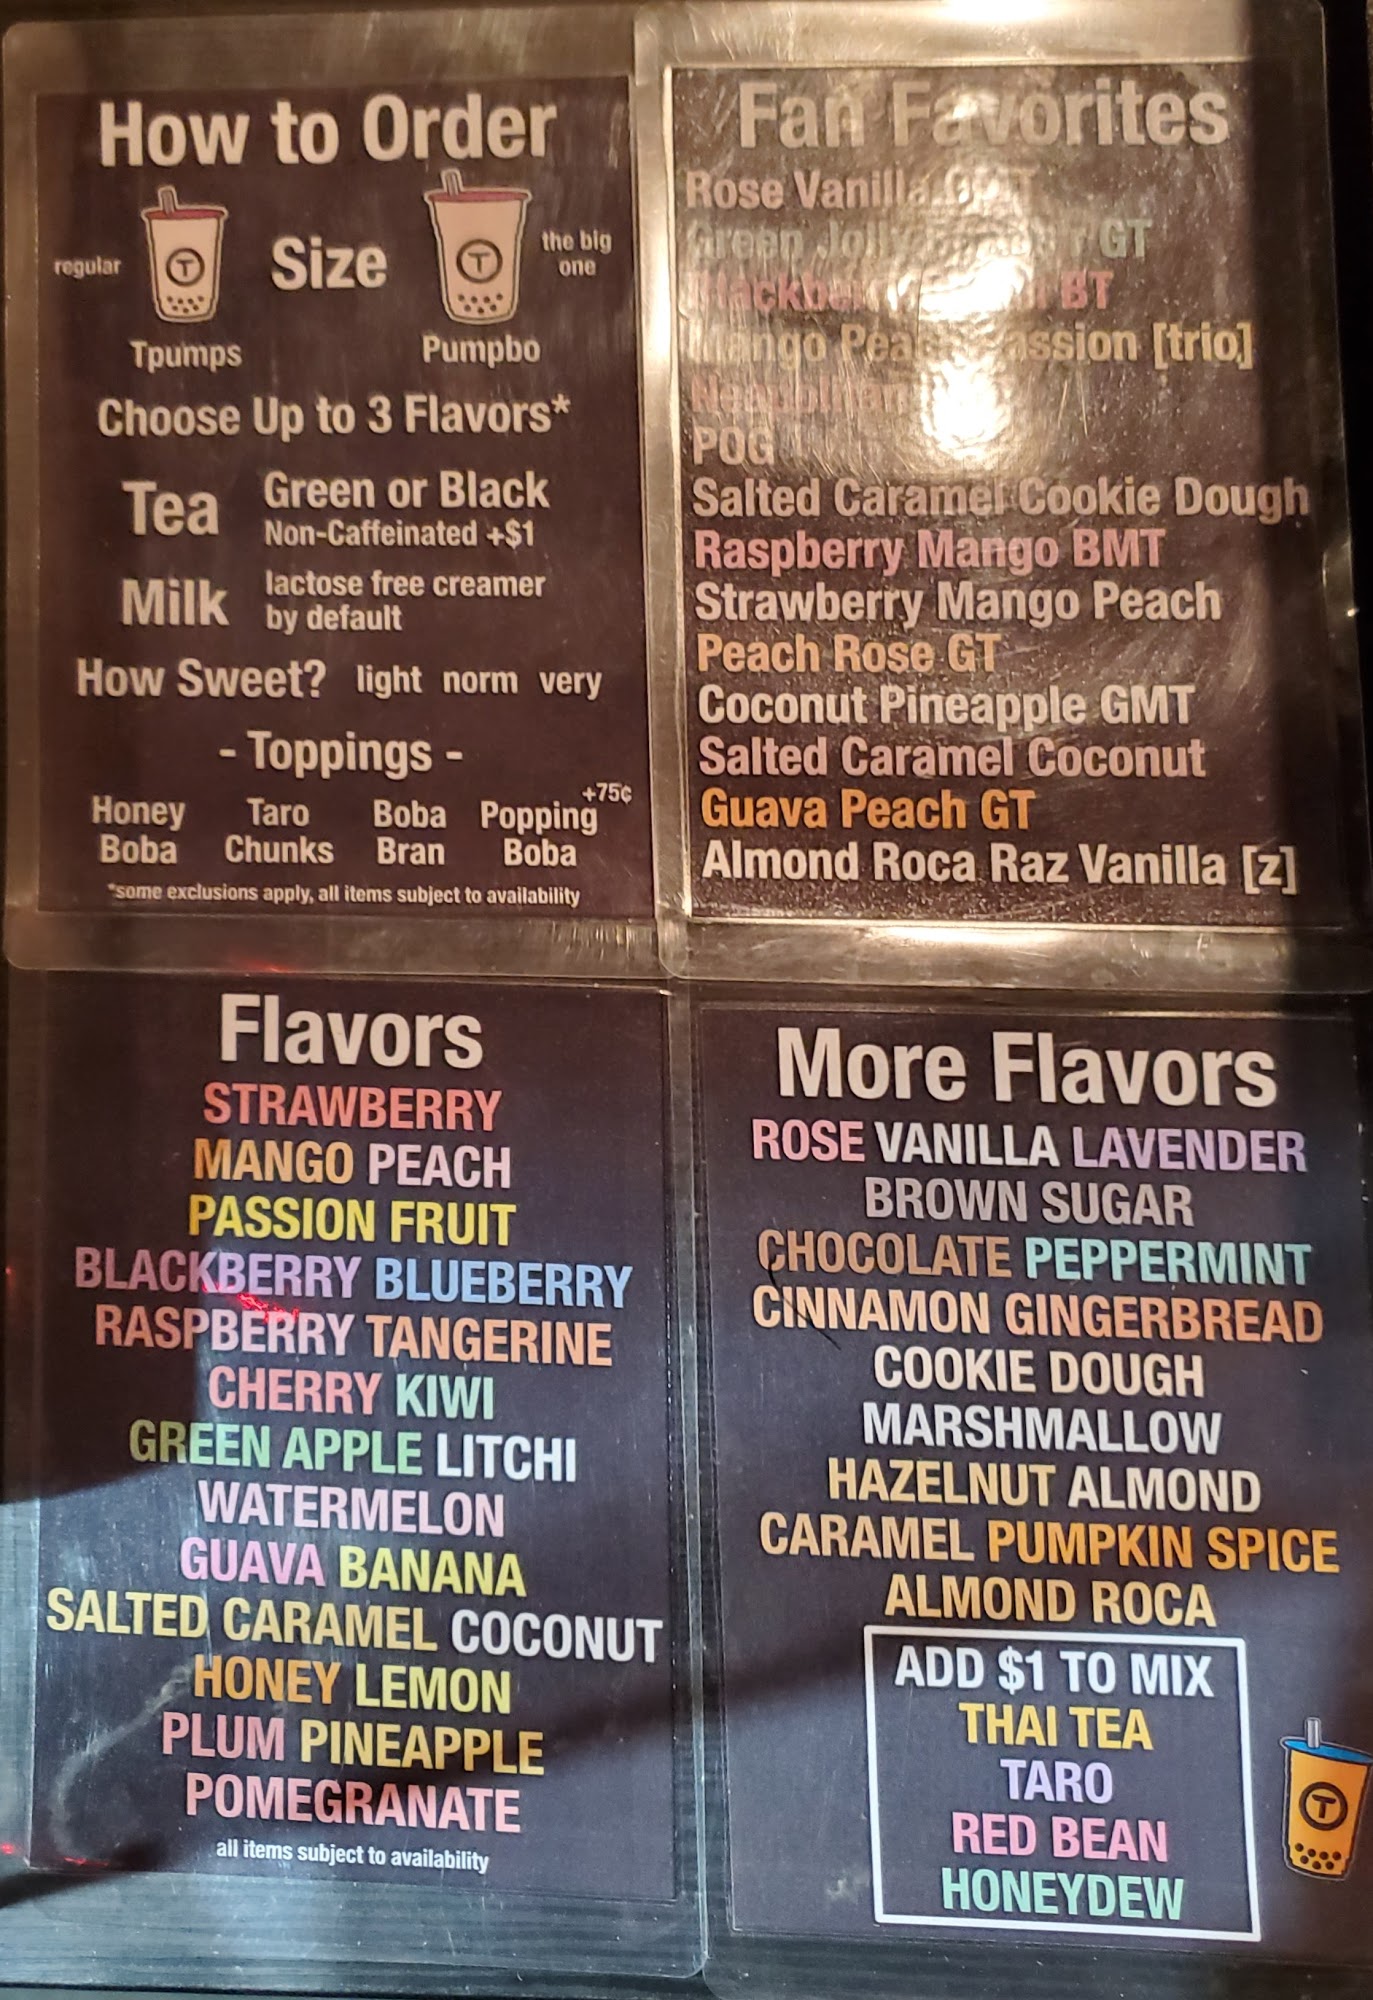 How to Order
regular
Size
the big
one
Tpumps
Pumpbo
Choose Up to 3 Flavors*
Tea Green or Black
Non-Caffeinated +$1
Milk lactose free creamer
by default
How Sweet? light norm very
- Toppings -
+75¢
Honey Taro Boba Popping
Boba Chunks Bran Boba
*some exclusions apply, all items subject to availability
Fan Favorites
Rose Vanilla
Green Jolly GT
BT
Mango Peach Passion [trio]
POG
Salted Caramel Cookie Dough
Raspberry Mango BMT
Strawberry Mango Peach
Peach Rose GT
Coconut Pineapple GMT
Salted Caramel Coconut
Guava Peach GT
Almond Roca Raz Vanilla [z]
Flavors
STRAWBERRY
MANGO PEACH
PASSION FRUIT
BLACKBERRY BLUEBERRY
RASPBERRY TANGERINE
CHERRY KIWI
GREEN APPLE LITCHI
WATERMELON
GUAVA BANANA
SALTED CARAMEL COCONUT
HONEY LEMON
PLUM PINEAPPLE
POMEGRANATE
all items subject to availability
More Flavors
ROSE VANILLA LAVENDER
BROWN SUGAR
CHOCOLATE PEPPERMINT
CINNAMON GINGERBREAD
COOKIE DOUGH
MARSHMALLOW
HAZELNUT ALMOND
CARAMEL PUMPKIN SPICE
ALMOND ROCA
ADD $1 TO MIX
THAI TEA
TARO
RED BEAN
HONEYDEW
T